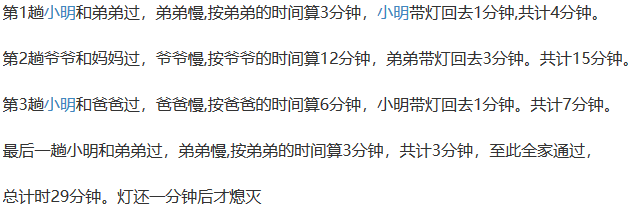 第1趟小明和弟弟过，弟弟慢,按弟弟的时间算3分钟，小明带灯回去1分钟,共计4分钟。
第2趟爷爷和妈妈过，爷爷慢,按爷爷的时间算12分钟，弟弟带灯回去3分钟。共计15分钟。
第3趟小明和爸爸过，爸爸慢,按爸爸的时间算6分钟，小明带灯回去1分钟。共计7分钟。
最后一趟小明和弟弟过，弟弟慢,按弟弟的时间算3分钟，共计3分钟，至此全家通过，
总计时29分钟。灯还一分钟后才熄灭